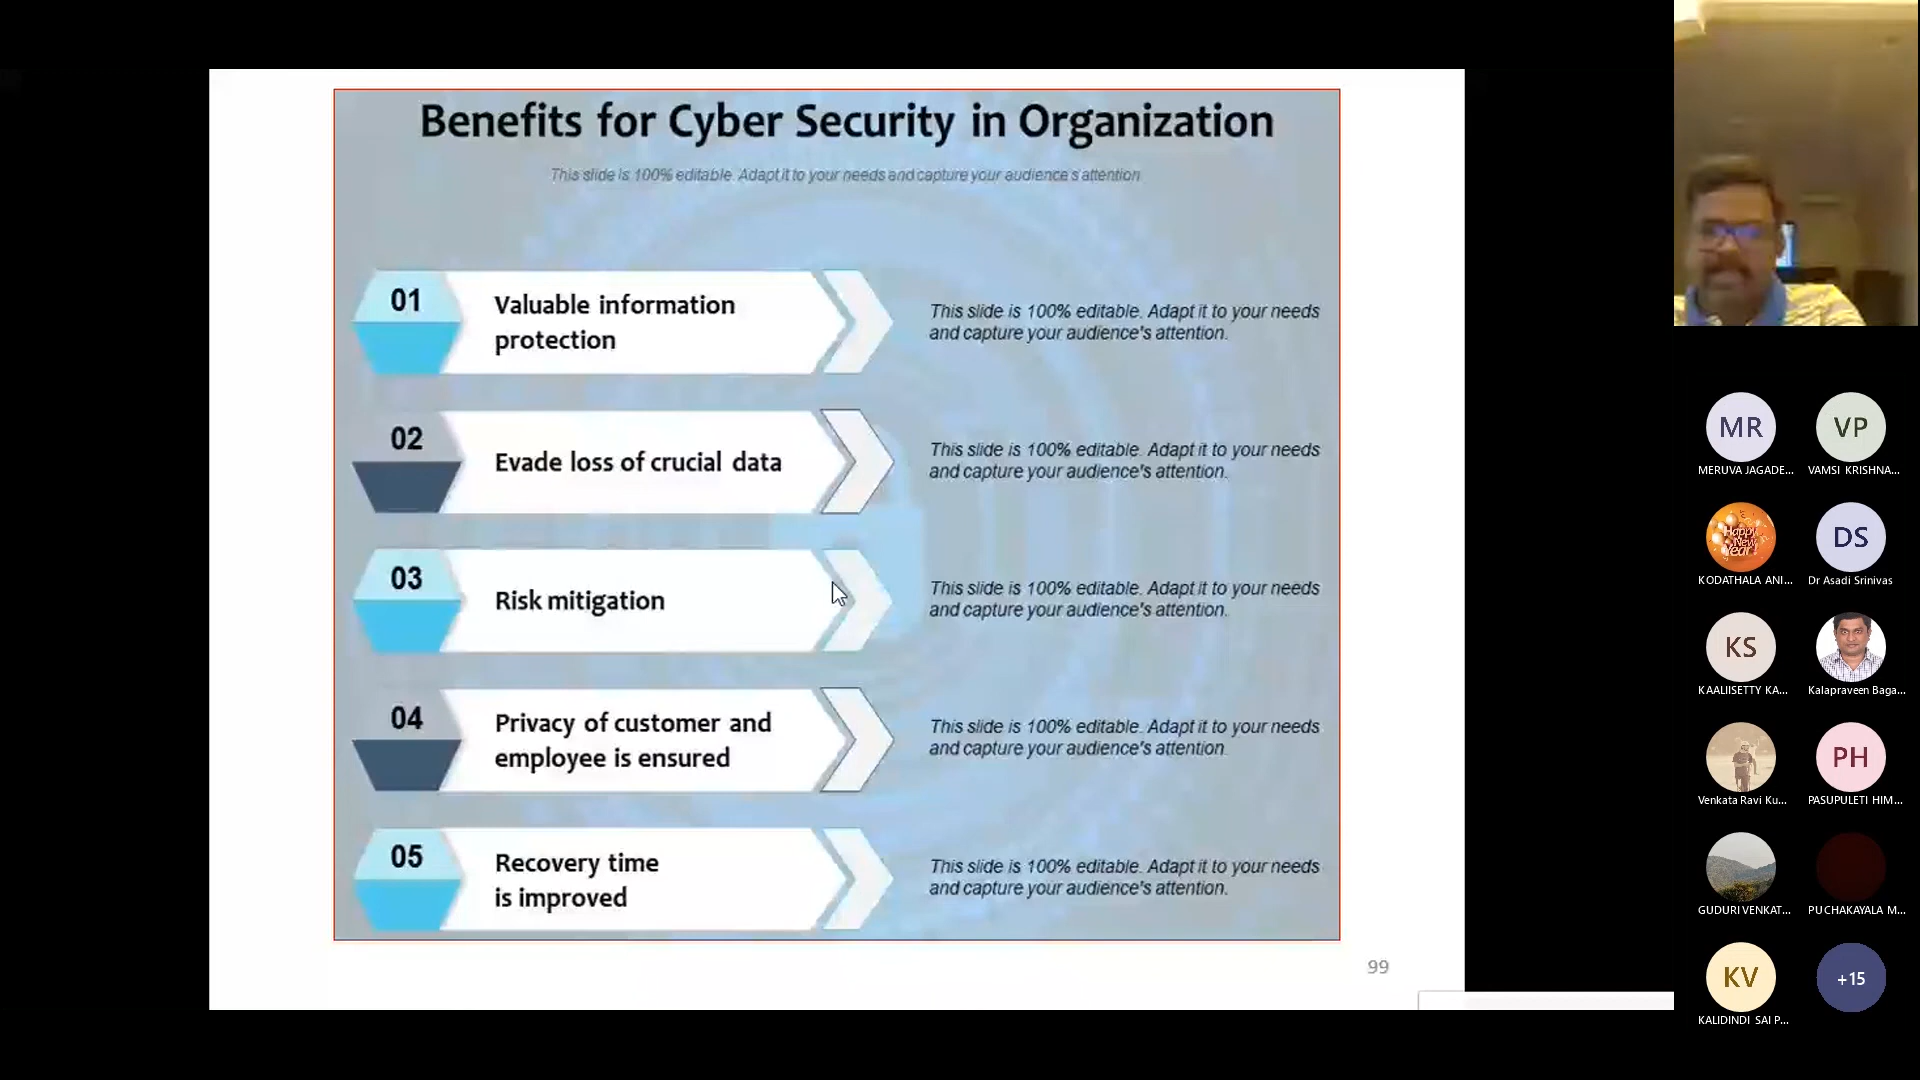 Benefits for Cyber Security in Organization
This slide is 100% editable. Adapt it to your needs and capture your audience's attention
01
Valuable information
protection
This slide is 100% editable. Adapt it to your needs
and capture your audience's attention.
02
Evade loss of crucial data
This slide is 100% editable. Adapt it to your needs
and capture your audience's attention.
03
Risk mitigation
This slide is 100% editable. Adapt it to your needs
and capture your audience's attention.
04
Privacy of customer and
employee is ensured
This slide is 100% editable. Adapt it to your needs
and capture your audience's attention.
05
Recovery time
is improved
This slide is 100% editable. Adapt it to your needs
and capture your audience's attention.
99
MR
VP
MERUVA JAGADE...
VAMSI KRISHNA...
Happy
New
Year!
DS
KODATHALA ANI...
Dr Asadi Srinivas
KS
KAALIISETTY KA...
Kalapraveen Baga...
PH
Venkata Ravi Ku...
PASUPULETI HIM...
GUDURI VENKAT...
PUCHAKAYALA M...
KV
+15
KALIDINDI SAI P...